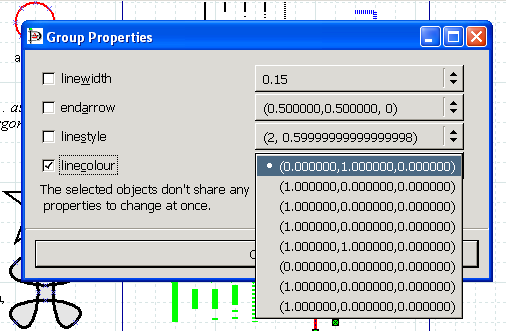 Group Properties
linewidth
0.15
endarrow
(0.500000,0.500000, 0)
linestyle
(2, 0.59999999999999998)
linecolour
(0.000000,1.000000,0.000000)
The selected objects don't share any
(1.000000,0.000000,0.000000)
properties to change at once.
(1.000000,0.000000,0.000000)
(1.000000,0.000000,0.000000)
(1.000000,1.000000,0.000000)
(0.000000,0.000000,0.000000)
(1.000000,0.000000,0.000000)
(1.000000,0.000000,0.000000)